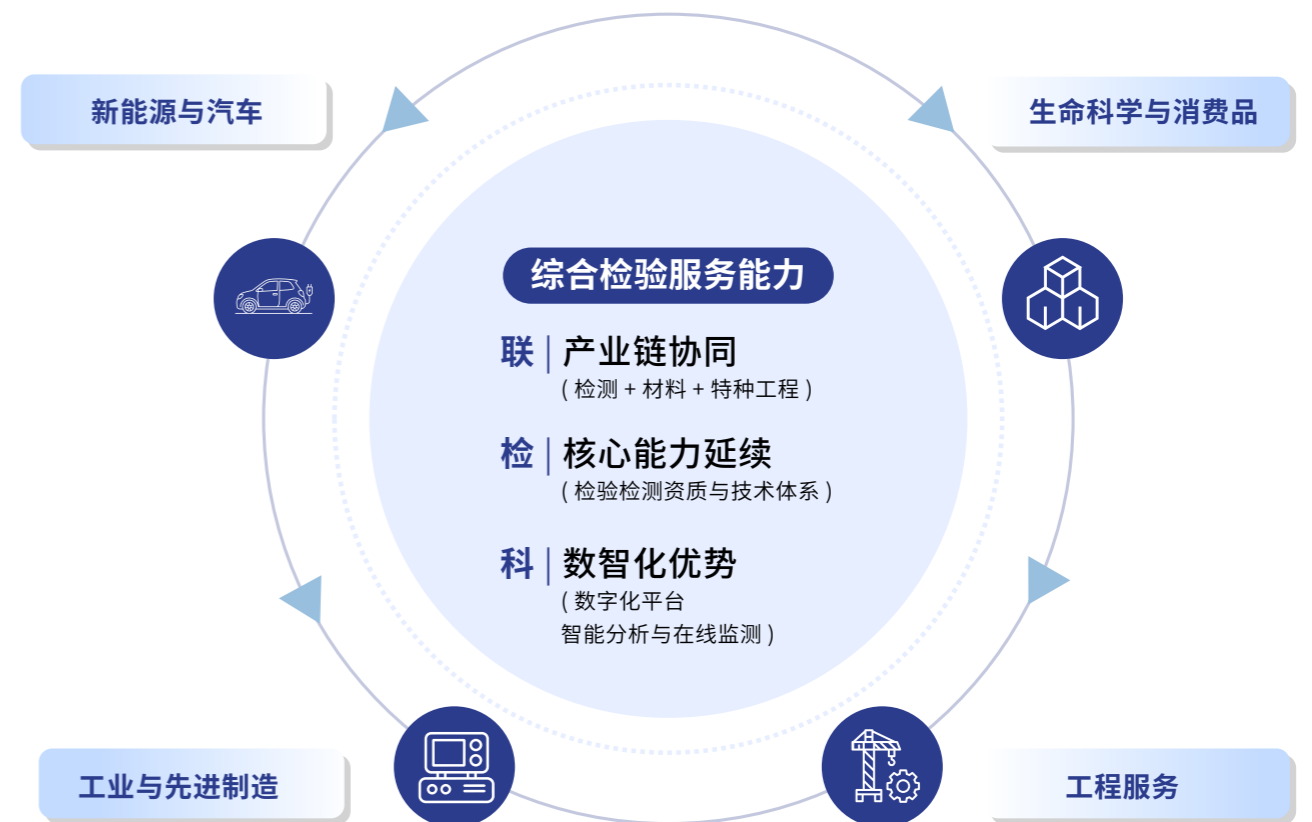 新能源与汽车
生命科学与消费品
综合检验服务能力
联 | 产业链协同
( 检测 + 材料 + 特种工程 )
检 | 核心能力延续
( 检验检测资质与技术体系 )
科 | 数智化优势
( 数字化平台
智能分析与在线监测 )
工业与先进制造
工程服务